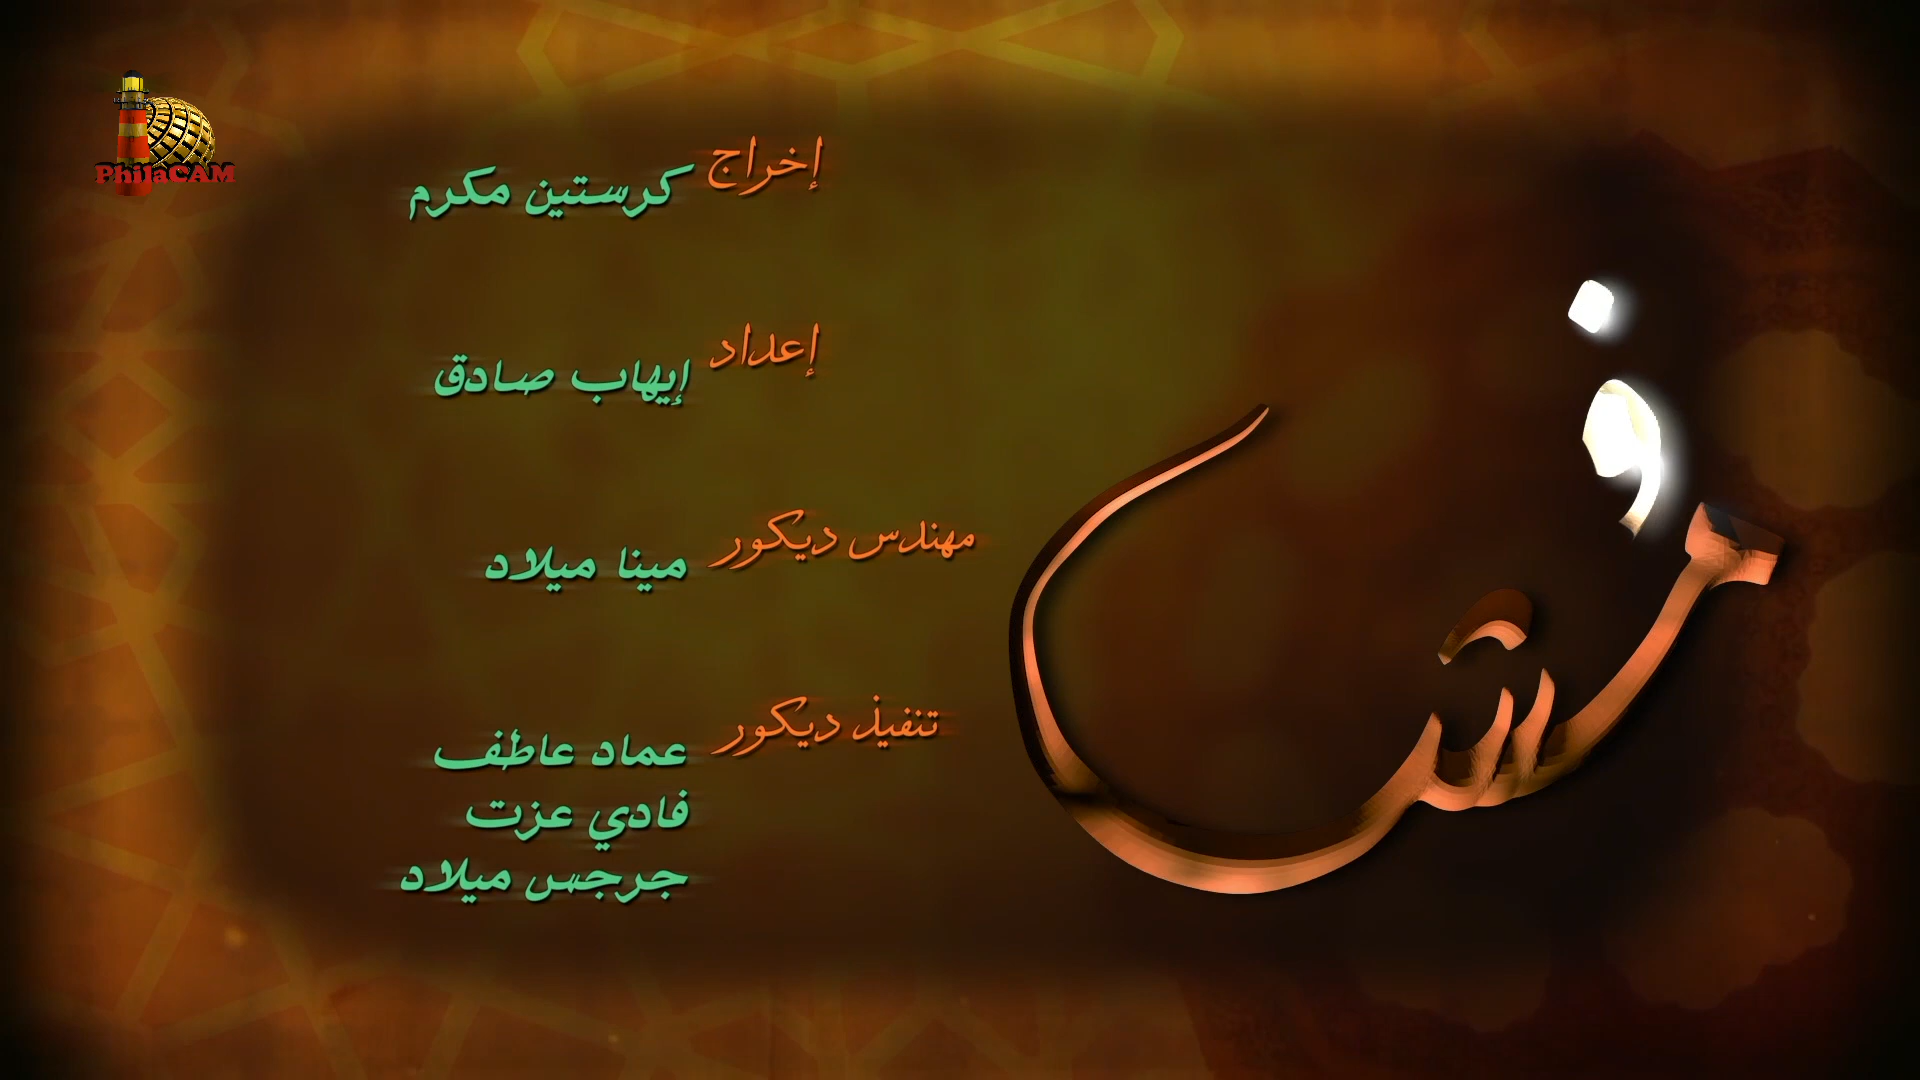 PhilaCAM
إخراج
كرستين مكرم
إعداد
إيهاب صادق
مهندس ديكور
مينا ميلاد
تنفيذ ديكور
عماد عاطف
فادي عزت
جرجس ميلاد